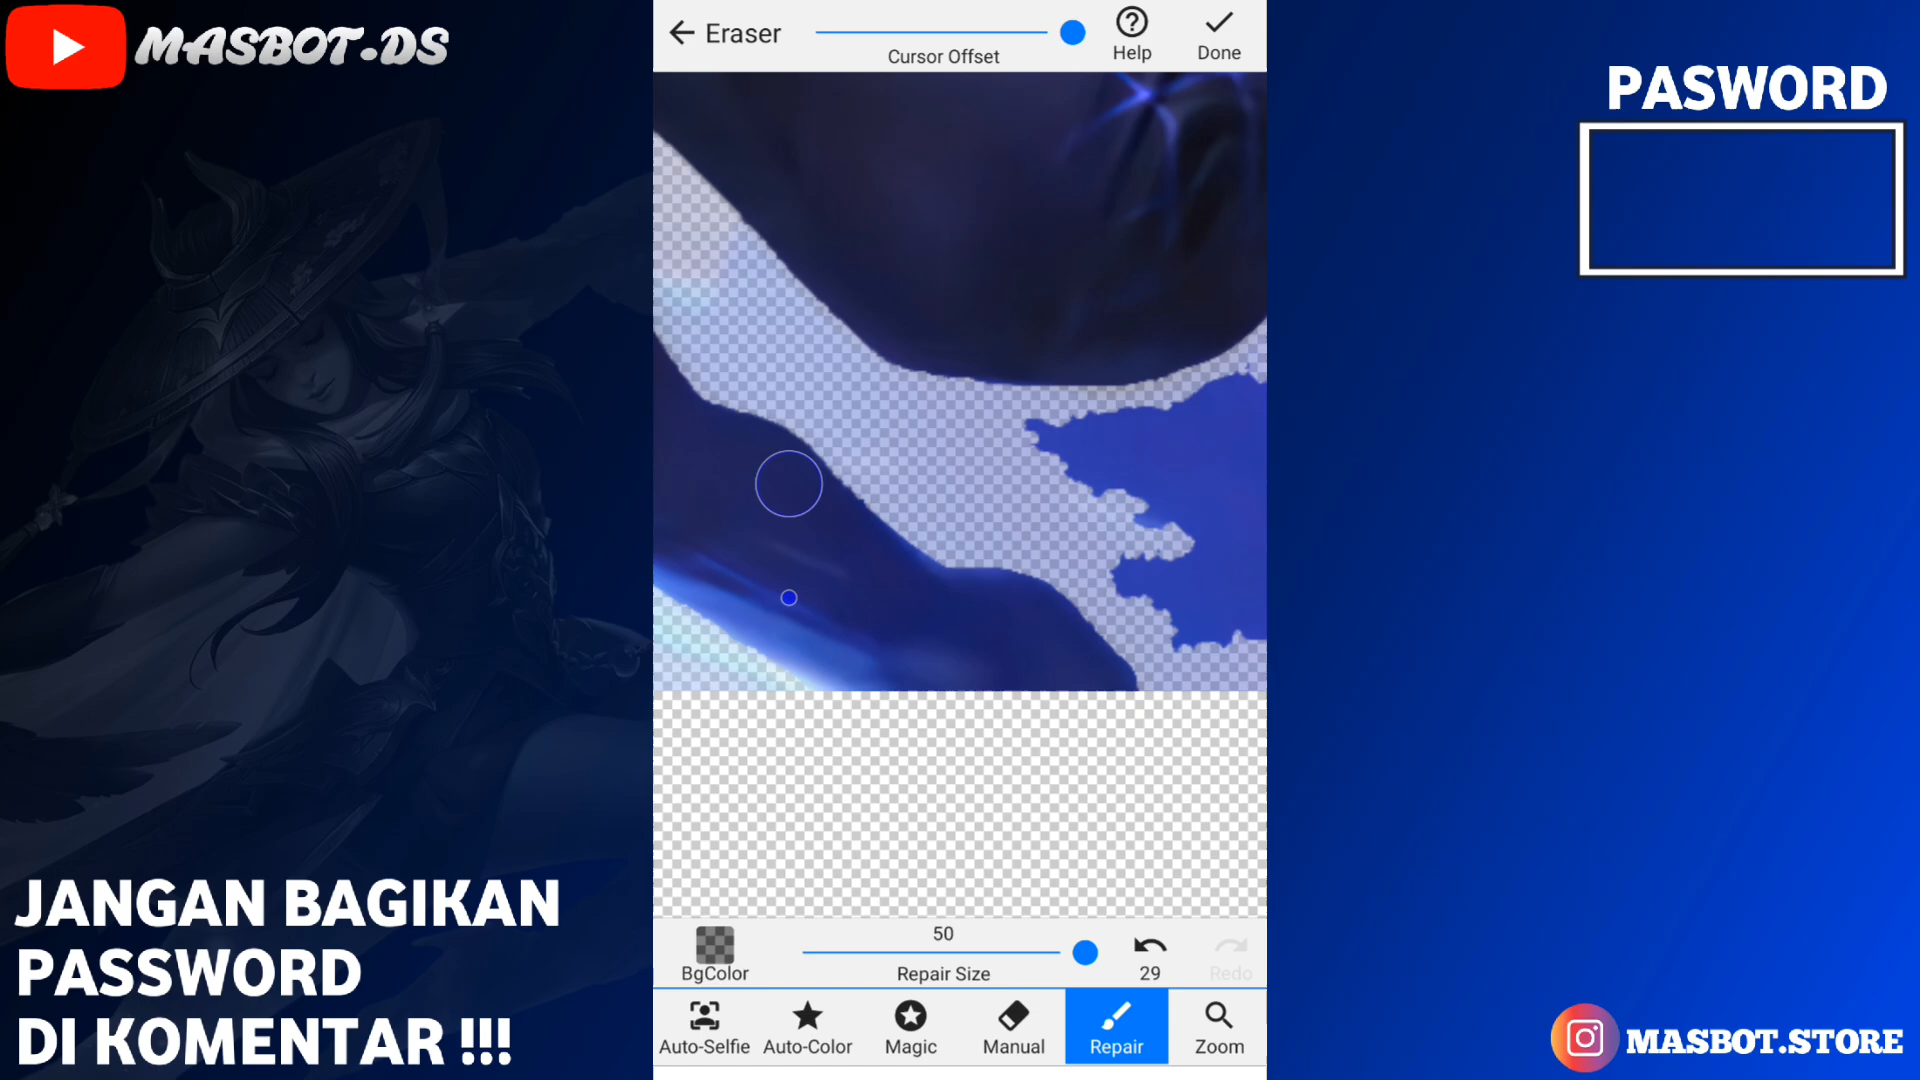 MASBOT.DS
Eraser
Cursor Offset
Help
Done
PASWORD
JANGAN BAGIKAN
PASSWORD
DI KOMENTAR !!!
BgColor
50
Repair Size
29
Redo
Auto-Selfie
Auto-Color
Magic
Manual
Repair
Zoom
MASBOT.STORE